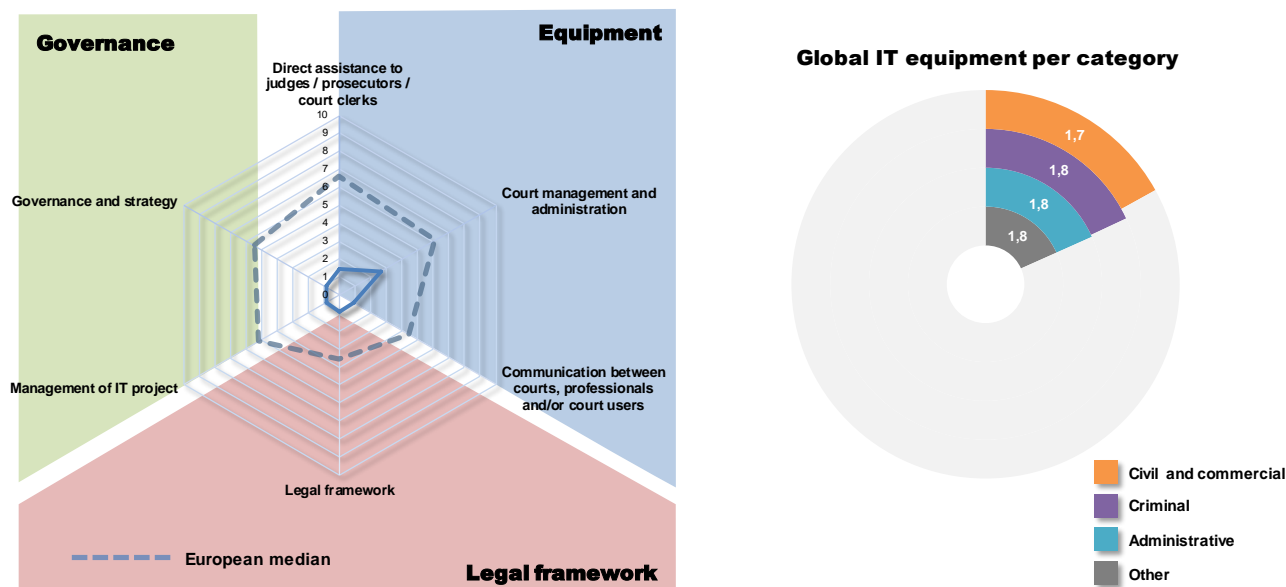 Governance
Equipment
Direct assistance to
judges / prosecutors /
court clerks
10
9
8
7
6
5
4
3
2
1
0
Governance and strategy
Court management and
administration
Management of IT project
Communication between
courts, professionals
and/or court users
Legal framework
European median
Legal framework
Global IT equipment per category
1,7
1,8
1,8
1,8
Civil and commercial
Criminal
Administrative
Other